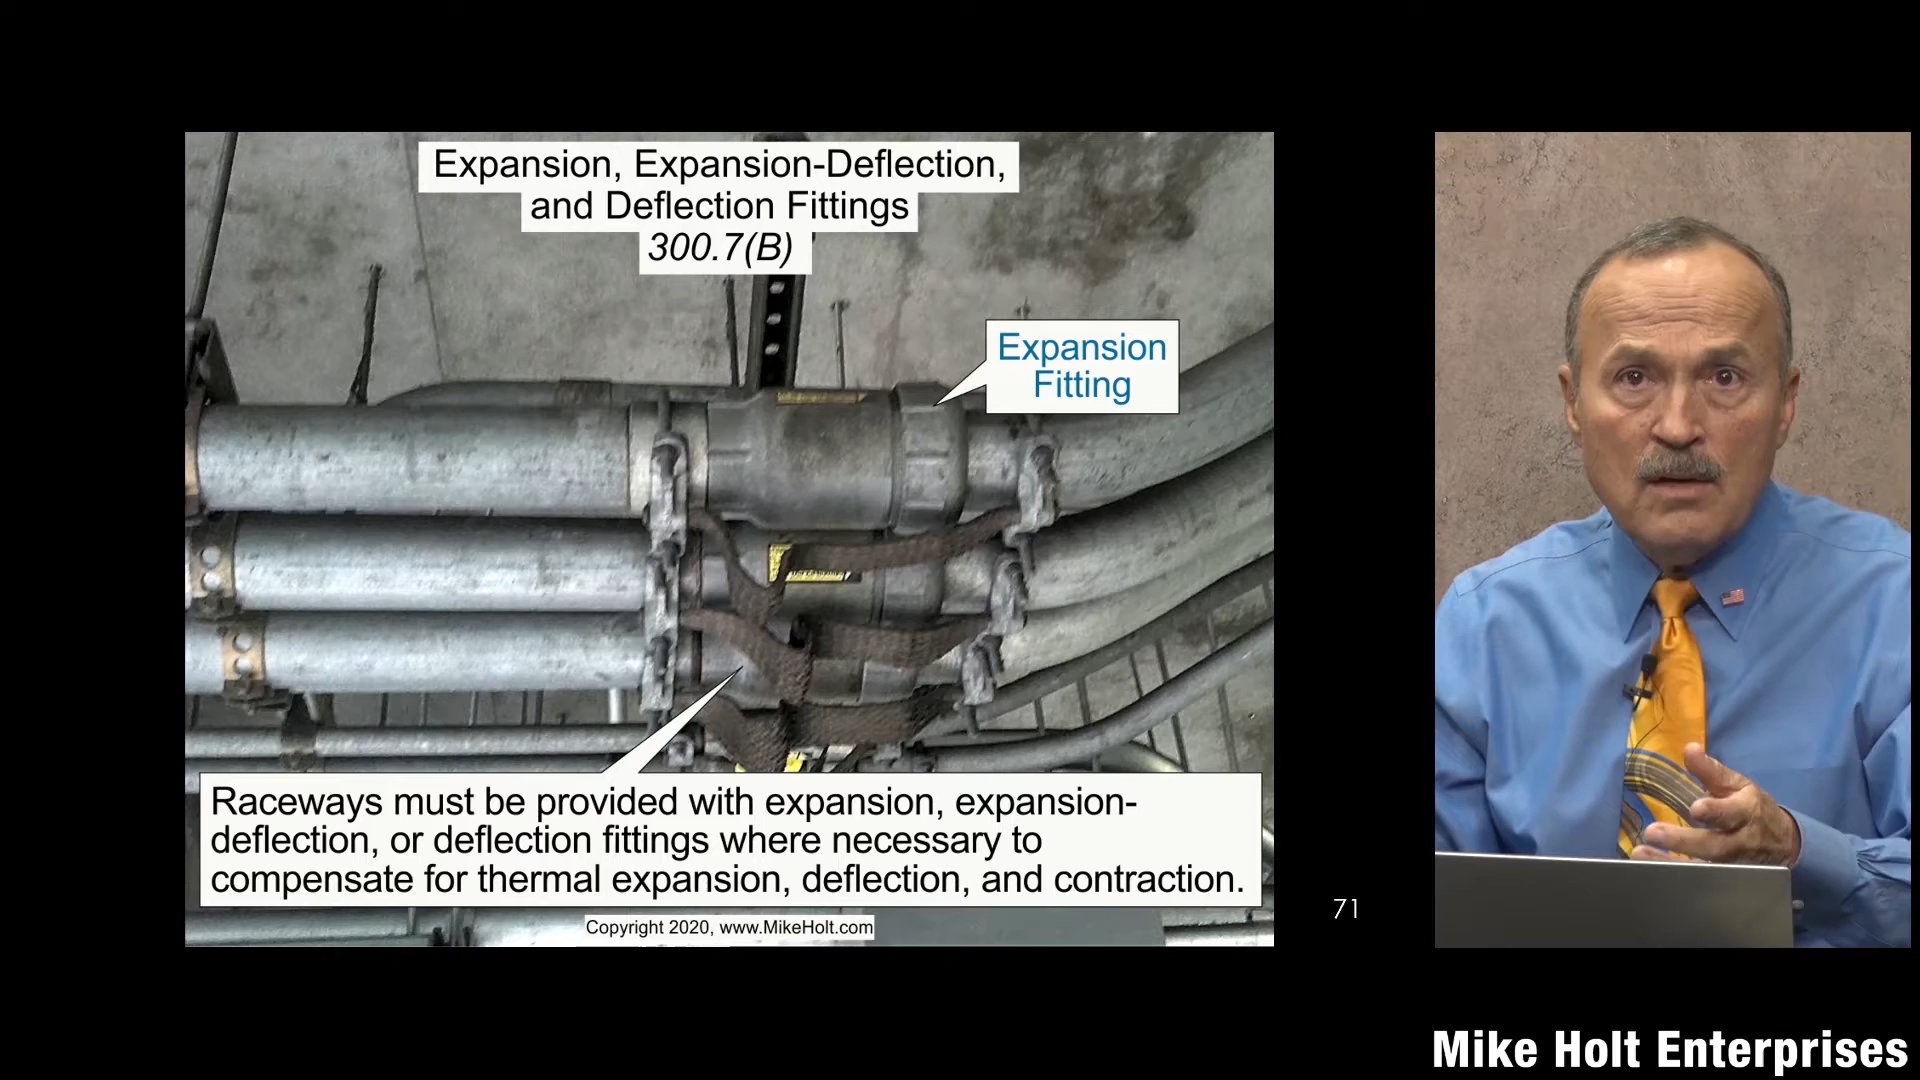 Expansion, Expansion-Deflection,
and Deflection Fittings
300.7(B)
Expansion
Fitting
Raceways must be provided with expansion, expansion-
deflection, or deflection fittings where necessary to
compensate for thermal expansion, deflection, and contraction.
Copyright 2020, www.MikeHolt.com
71
Mike Holt Enterprises